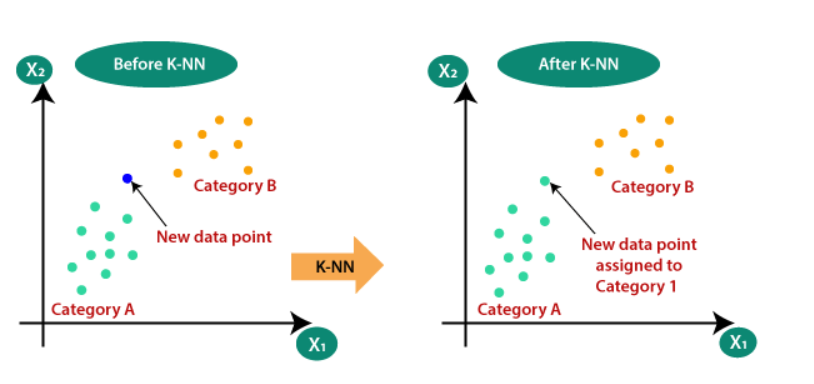 Before K-NN
X₂
Category B
New data point
Category A
X₁
K-NN
After K-NN
X₂
Category B
New data point
assigned to
Category 1
Category A
X₁